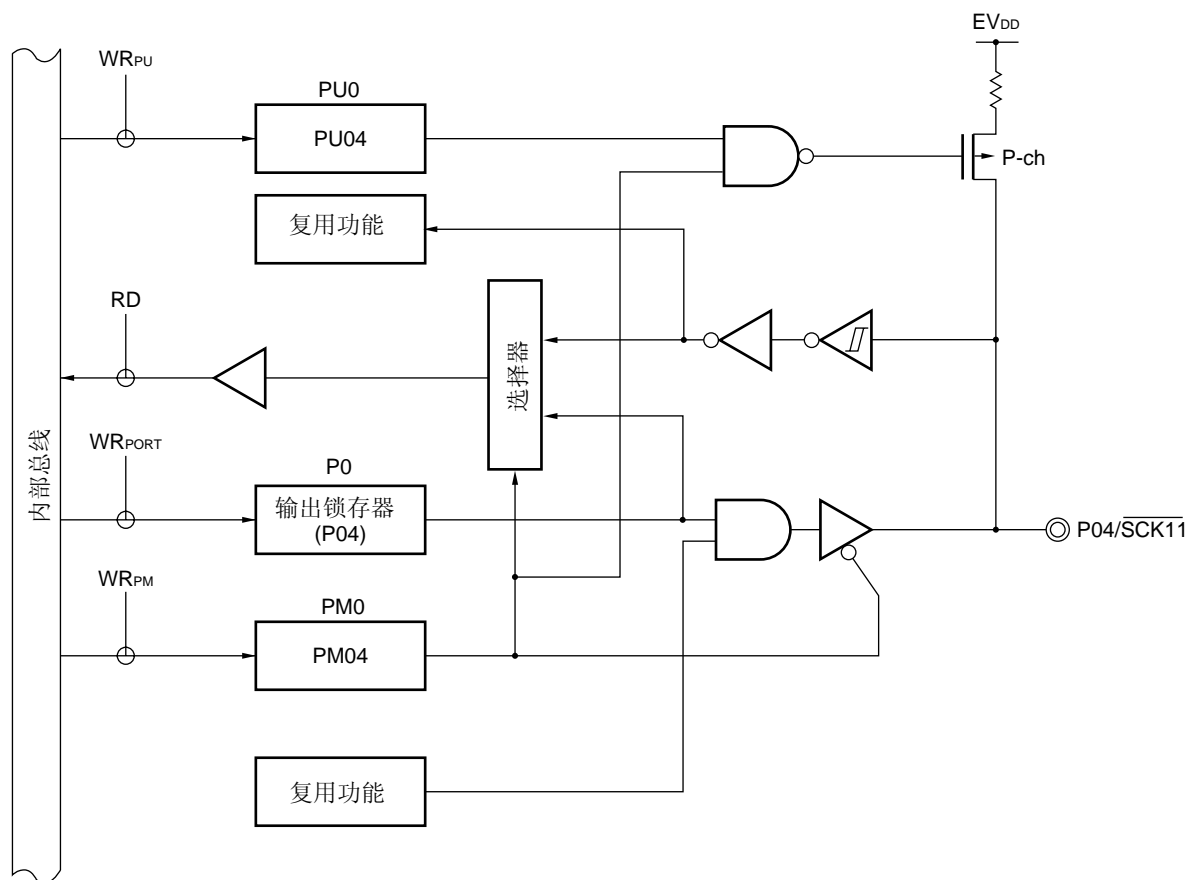 EVDD
WRPU
PU0
PU04
P-ch
复用功能
RD
选择器
内部总线
WRPORT
P0
输出锁存器
(P04)
P04/SCK11
WRPM
PM0
PM04
复用功能